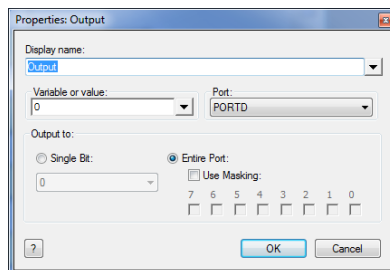 Properties: Output
Display name:
Output
Variable or value:
Port:
0
PORTD
Output to:
Single Bit:
Entire Port:
0
Use Masking:
7 6 5 4 3 2 1 0
?
OK
Cancel